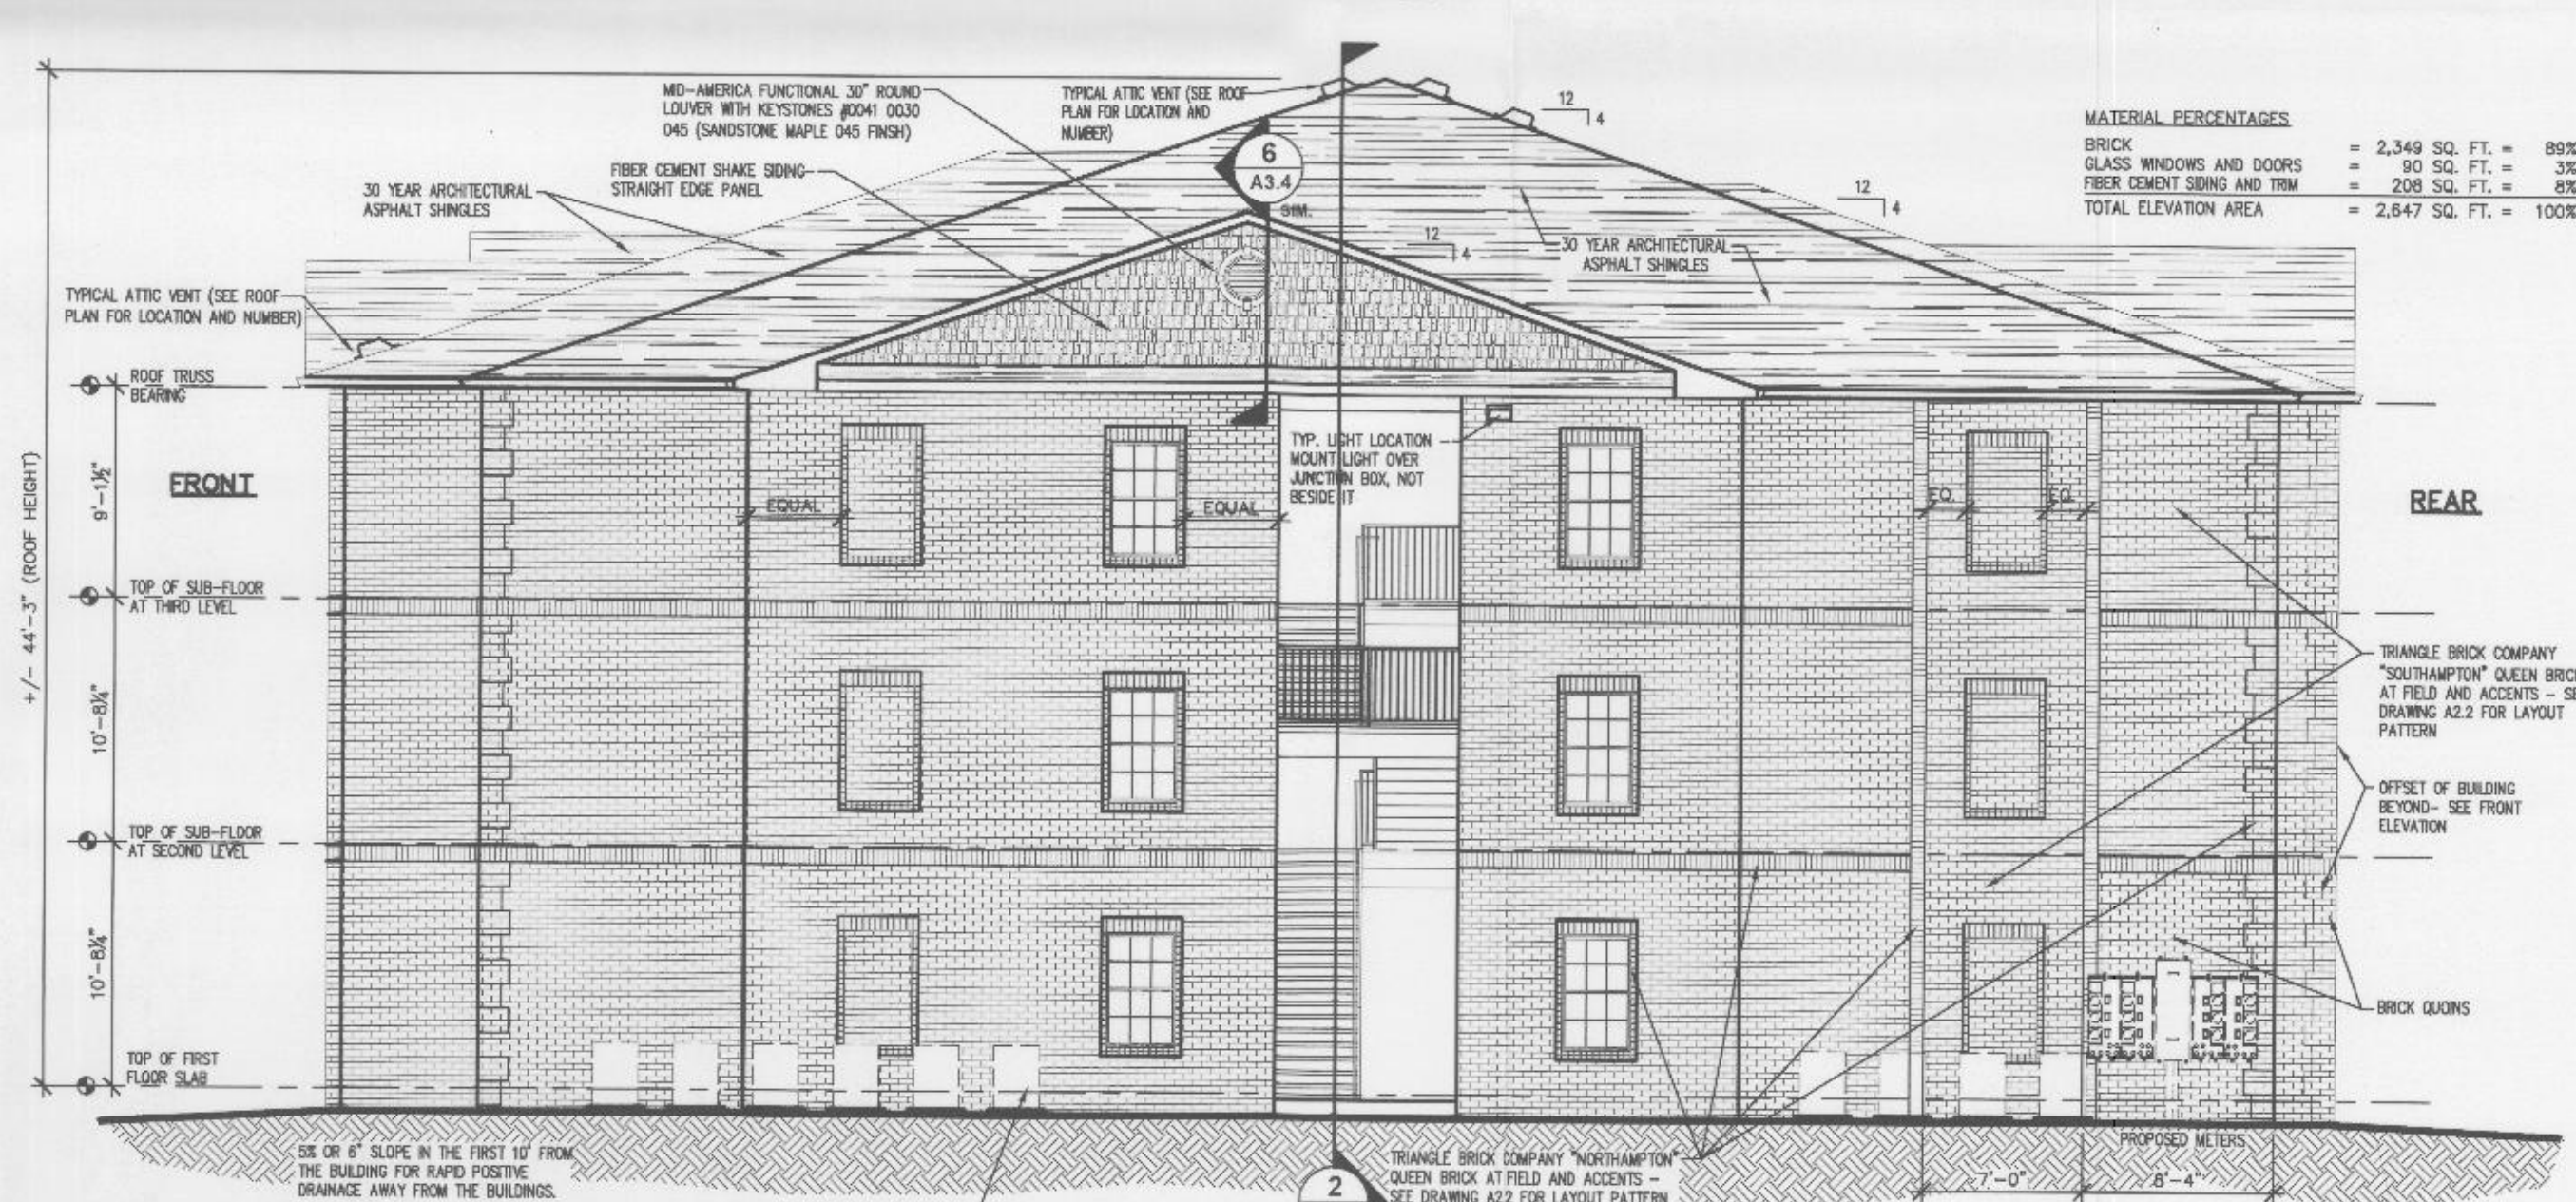 MID-AMERICA FUNCTIONAL 30" ROUND
LOUVER WITH KEYSTONES #0041 0030
045 (SANDSTONE MAPLE 045 FINSH)
TYPICAL ATTIC VENT (SEE ROOF
PLAN FOR LOCATION AND
NUMBER)
12
4
MATERIAL PERCENTAGES
BRICK = 2,349 SQ. FT. = 89%
GLASS WINDOWS AND DOORS = 90 SQ. FT. = 3%
FIBER CEMENT SIDING AND TRIM = 208 SQ. FT. = 8%
TOTAL ELEVATION AREA = 2,647 SQ. FT. = 100%
FIBER CEMENT SHAKE SIDING
STRAIGHT EDGE PANEL
30 YEAR ARCHITECTURAL
ASPHALT SHINGLES
6
A3.4
SIM.
12
4
12
4
30 YEAR ARCHITECTURAL
ASPHALT SHINGLES
TYPICAL ATTIC VENT (SEE ROOF
PLAN FOR LOCATION AND NUMBER)
ROOF TRUSS
BEARING
+/- 44'-3" (ROOF HEIGHT)
9'-1½"
FRONT
EQUAL
EQUAL
TYP. LIGHT LOCATION
MOUNT LIGHT OVER
JUNCTION BOX, NOT
BESIDE IT
EQ.
EQ.
REAR
TOP OF SUB-FLOOR
AT THIRD LEVEL
10'-8¼"
TRIANGLE BRICK COMPANY
"SOUTHAMPTON" QUEEN BRICK
AT FIELD AND ACCENTS - SE
DRAWING A2.2 FOR LAYOUT
PATTERN
OFFSET OF BUILDING
BEYOND- SEE FRONT
ELEVATION
TOP OF SUB-FLOOR
AT SECOND LEVEL
10'-8¼"
BRICK QUOINS
TOP OF FIRST
FLOOR SLAB
5% OR 6" SLOPE IN THE FIRST 10' FROM
THE BUILDING FOR RAPID POSITIVE
DRAINAGE AWAY FROM THE BUILDINGS.
2
TRIANGLE BRICK COMPANY "NORTHAMPTON"
QUEEN BRICK AT FIELD AND ACCENTS -
SEE DRAWING A2.2 FOR LAYOUT PATTERN
PROPOSED METERS
7'-0"
8'-4"